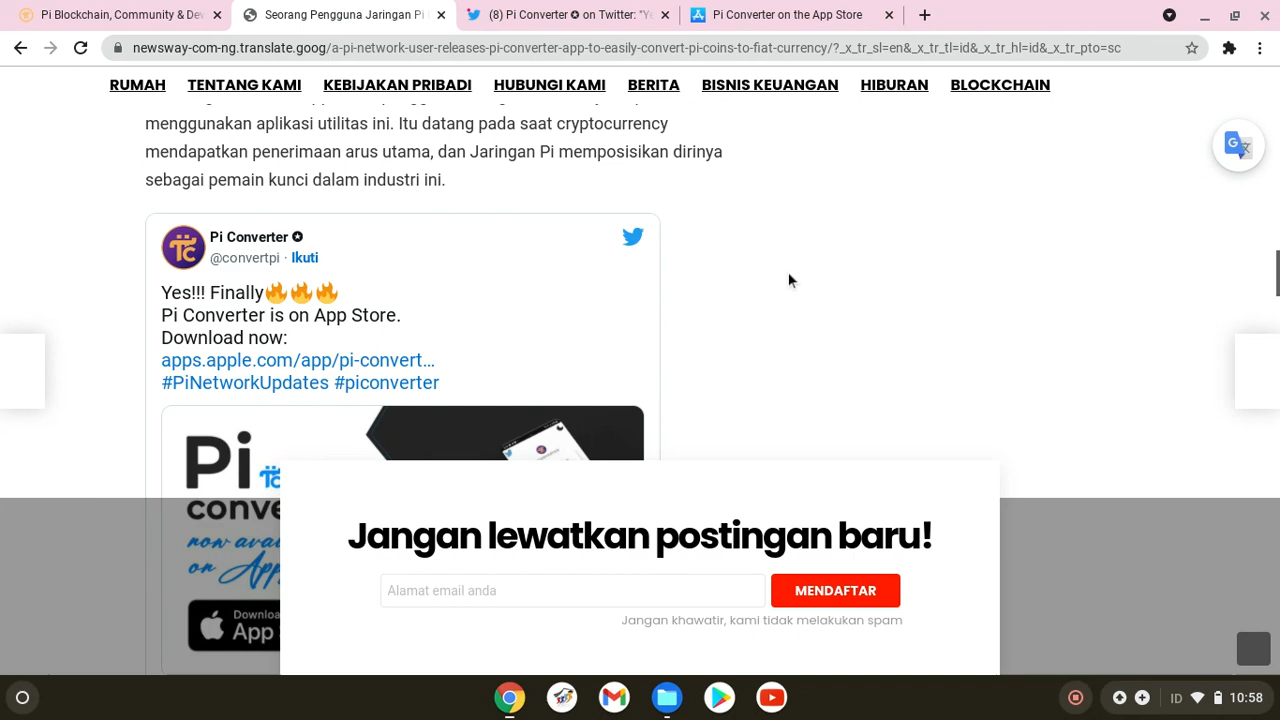 Pi Blockchain, Community & Dev
Seorang Pengguna Jaringan Pi
(8) Pi Converter ✪ on Twitter: "Ye
Pi Converter on the App Store
newsway-com-ng.translate.goog/a-pi-network-user-releases-pi-converter-app-to-easily-convert-pi-coins-to-fiat-currency/?_x_tr_sl=en&_x_tr_tl=id&_x_tr_hl=id&_x_tr_pto=sc
RUMAH TENTANG KAMI KEBIJAKAN PRIBADI HUBUNGI KAMI BERITA BISNIS KEUANGAN HIBURAN BLOCKCHAIN
menggunakan aplikasi utilitas ini. Itu datang pada saat cryptocurrency
mendapatkan penerimaan arus utama, dan Jaringan Pi memposisikan dirinya
sebagai pemain kunci dalam industri ini.
Pi Converter ✪
@convertpi · Ikuti
Yes!!! Finally🔥🔥🔥
Pi Converter is on App Store.
Download now:
apps.apple.com/app/pi-convert…
#PiNetworkUpdates #piconverter
Pi
conve
now avai
on App
Download
App
Jangan lewatkan postingan baru!
Alamat email anda
MENDAFTAR
Jangan khawatir, kami tidak melakukan spam
ID 10:58